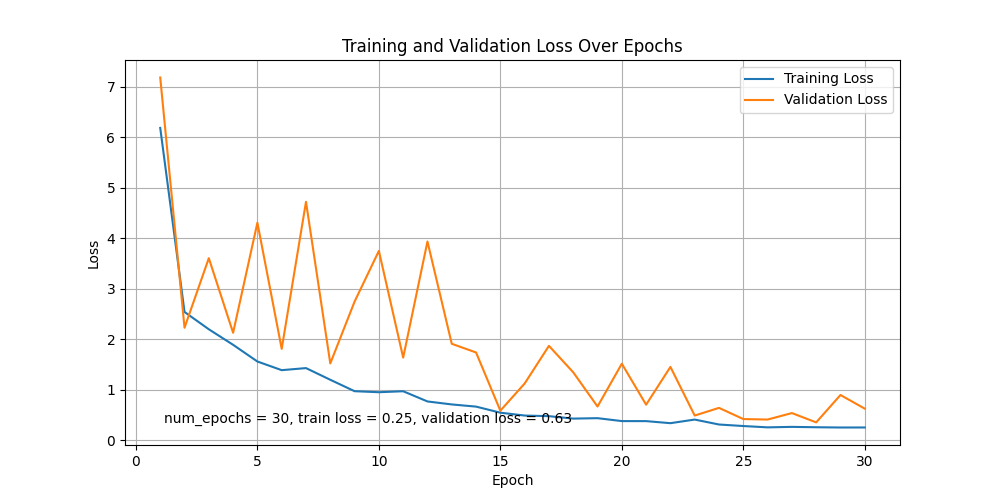 Training and Validation Loss Over Epochs
Training Loss
Validation Loss
Loss
7
6
5
4
3
2
1
0
num_epochs = 30, train loss = 0.25, validation loss = 0.63
0 5 10 15 20 25 30
Epoch